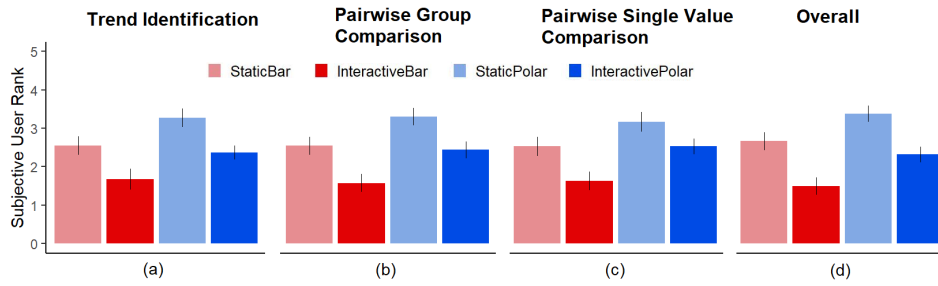 Trend Identification
Pairwise Group
Comparison
Pairwise Single Value
Comparison
Overall
Subjective User Rank
5
4
3
2
1
0
StaticBar
InteractiveBar
StaticPolar
InteractivePolar
(a)
(b)
(c)
(d)